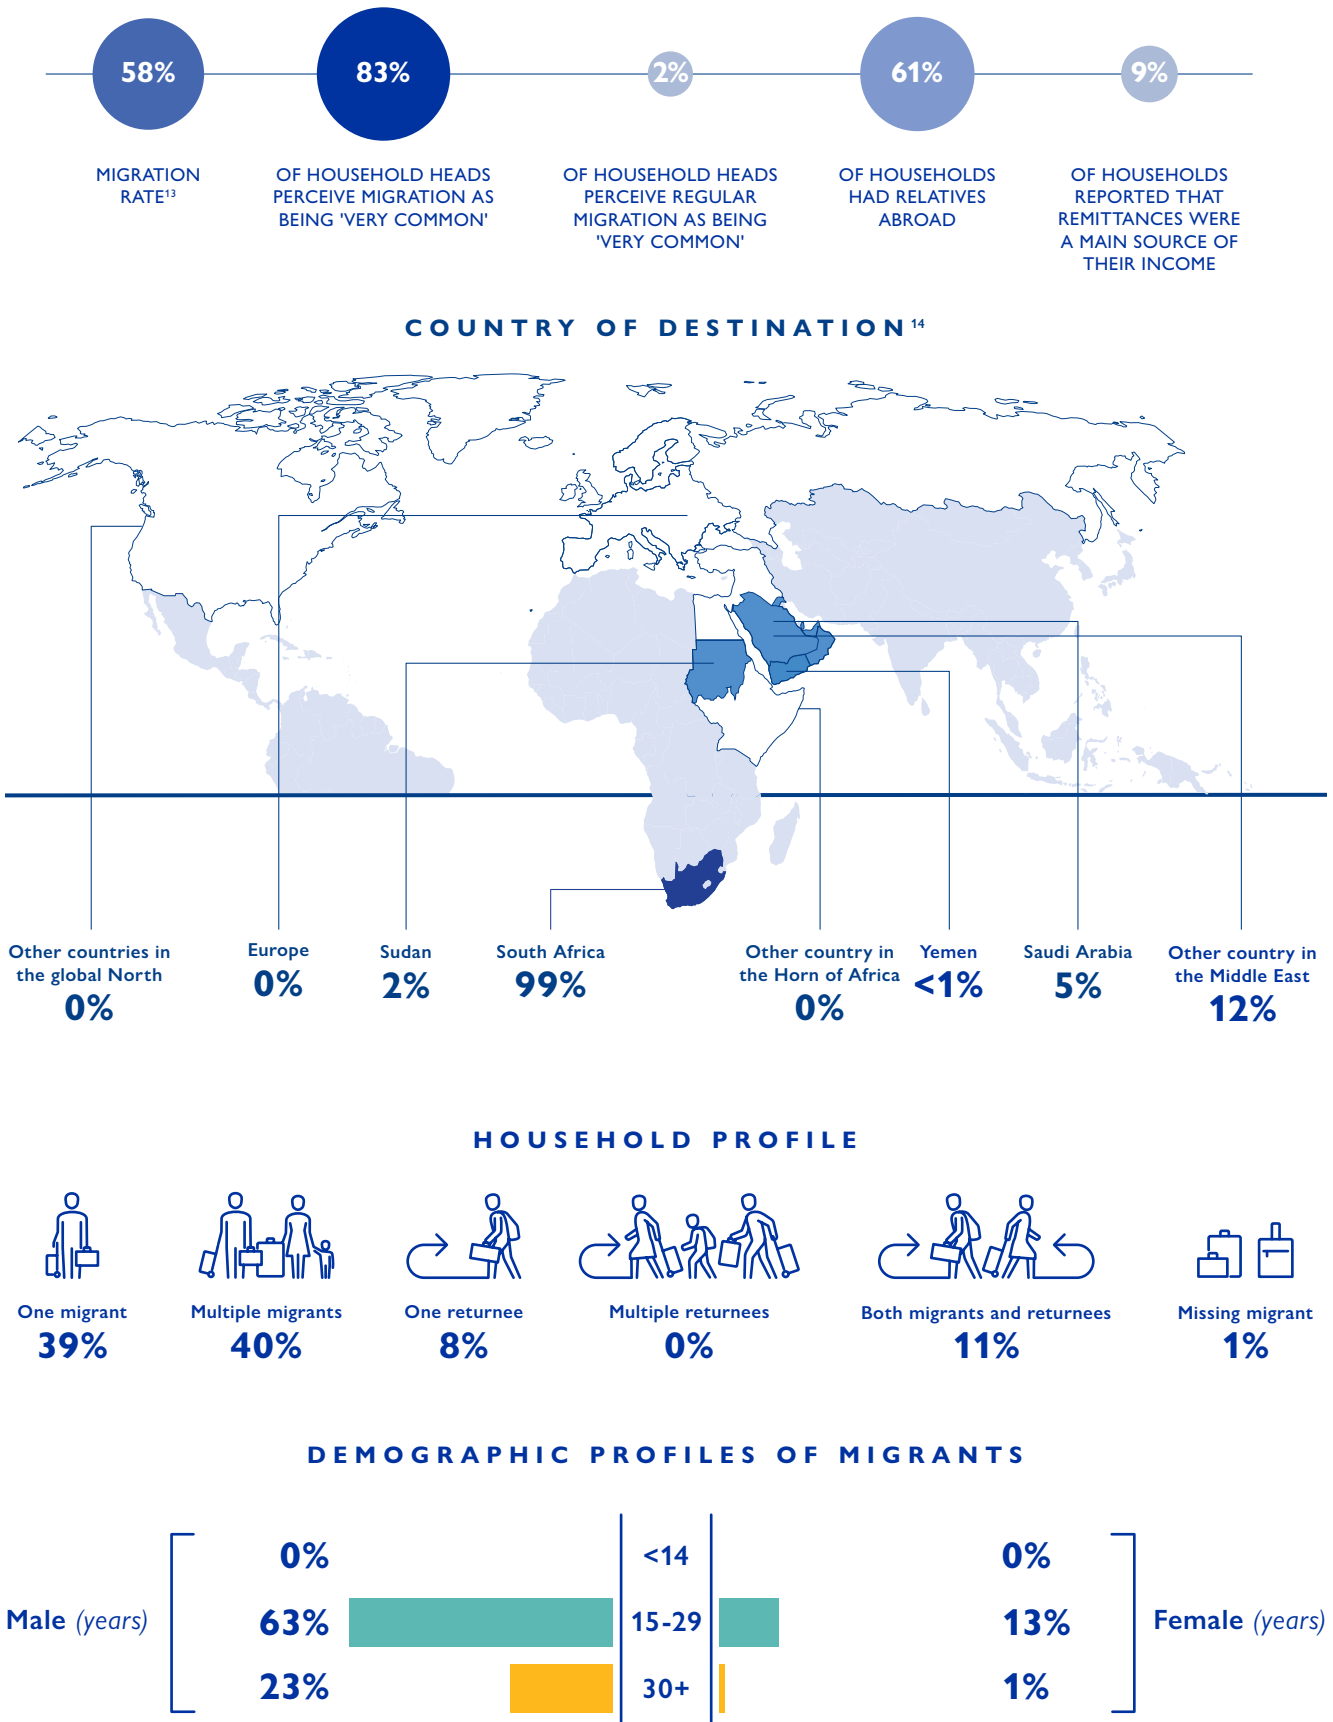 58%
83%
2%
61%
9%
MIGRATION
RATE¹³
OF HOUSEHOLD HEADS
PERCEIVE MIGRATION AS
BEING 'VERY COMMON'
OF HOUSEHOLD HEADS
PERCEIVE REGULAR
MIGRATION AS BEING
'VERY COMMON'
OF HOUSEHOLDS
HAD RELATIVES
ABROAD
OF HOUSEHOLDS
REPORTED THAT
REMITTANCES WERE
A MAIN SOURCE OF
THEIR INCOME
COUNTRY OF DESTINATION¹⁴
Other countries in
the global North
0%
Europe
0%
Sudan
2%
South Africa
99%
Other country in
the Horn of Africa
0%
Yemen
<1%
Saudi Arabia
5%
Other country in
the Middle East
12%
HOUSEHOLD PROFILE
One migrant
39%
Multiple migrants
40%
One returnee
8%
Multiple returnees
0%
Both migrants and returnees
11%
Missing migrant
1%
DEMOGRAPHIC PROFILES OF MIGRANTS
0% <14 0%
Male (years) 63% 15-29 13% Female (years)
23% 30+ 1%